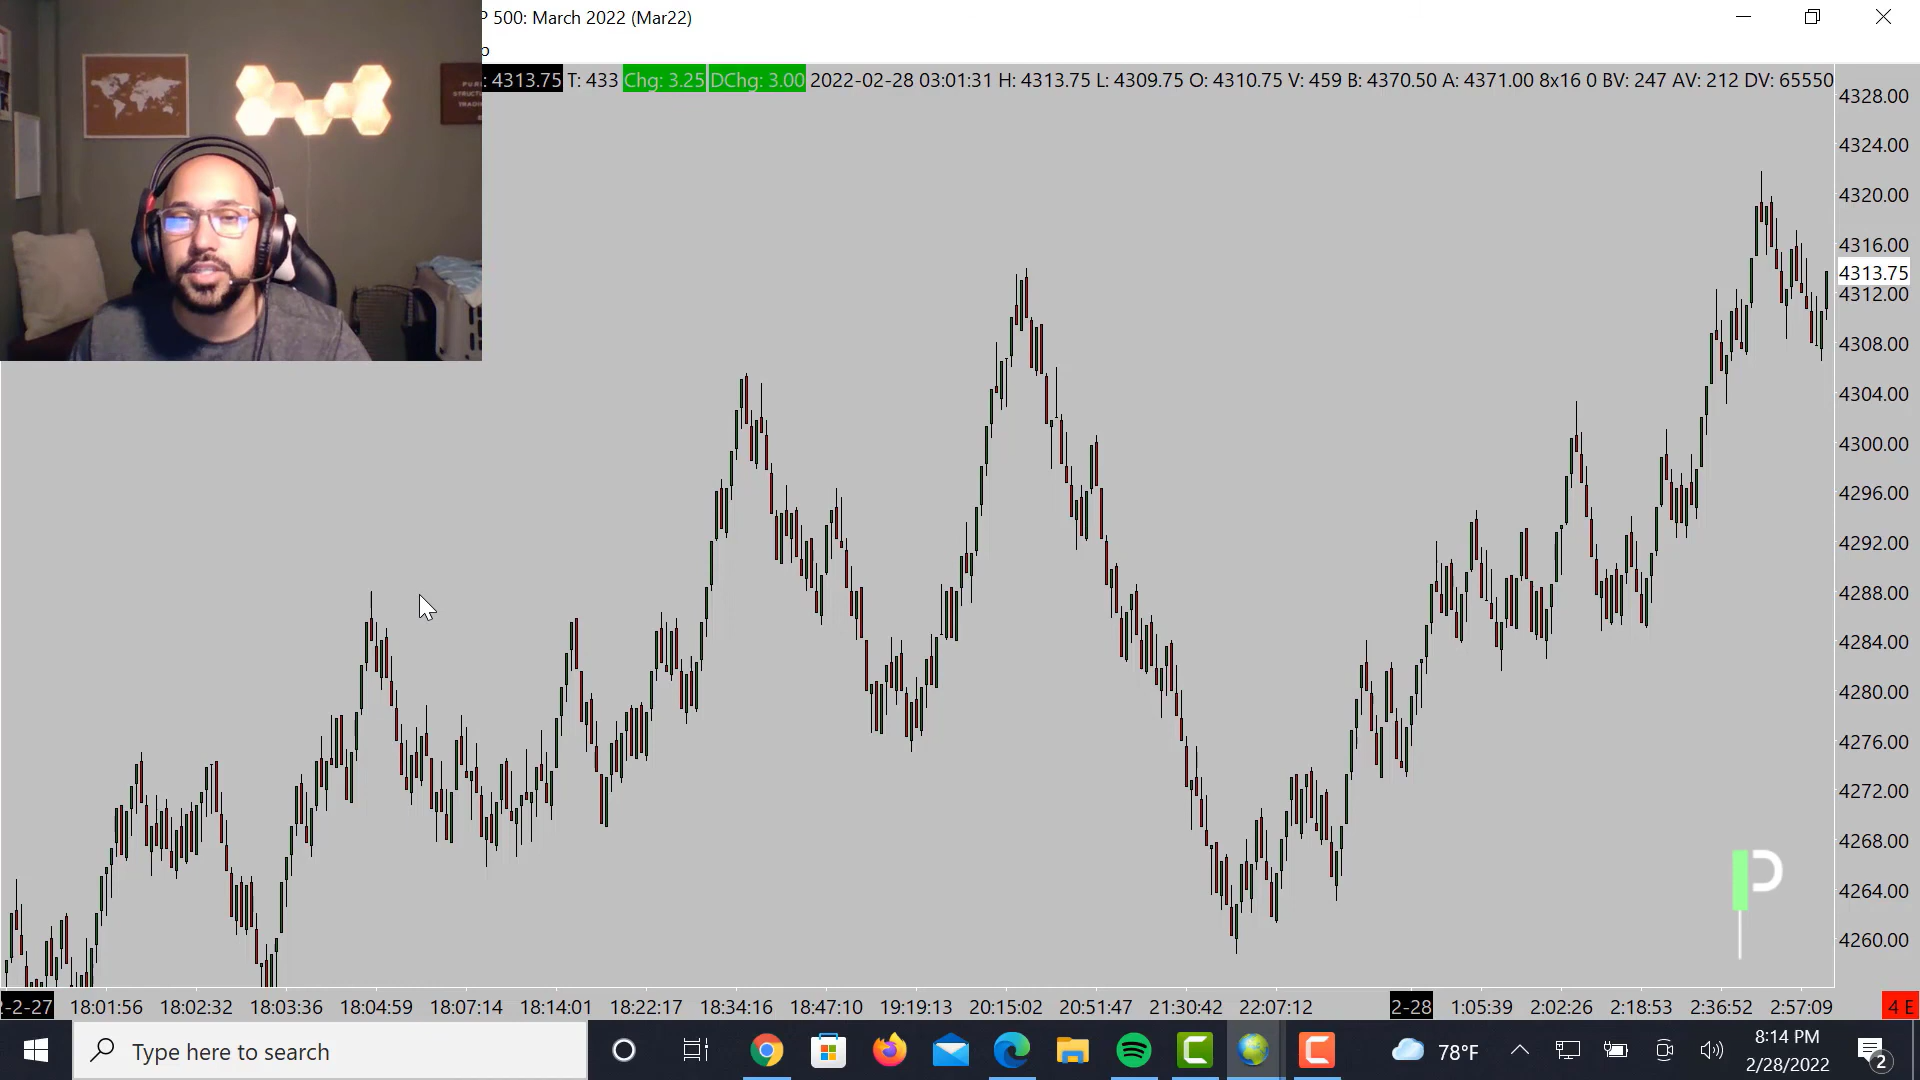 P 500: March 2022 (Mar22)
p
: 4313.75 T: 433 Chg: 3.25 DChg: 3.00 2022-02-28 03:01:31 H: 4313.75 L: 4309.75 O: 4310.75 V: 459 B: 4370.50 A: 4371.00 8x16 0 BV: 247 AV: 212 DV: 65550
PURE
STRUCTURE
TRADING
4328.00
4324.00
4320.00
4316.00
4313.75
4312.00
4308.00
4304.00
4300.00
4296.00
4292.00
4288.00
4284.00
4280.00
4276.00
4272.00
4268.00
4264.00
4260.00
P
2-2-27 18:01:56 18:02:32 18:03:36 18:04:59 18:07:14 18:14:01 18:22:17 18:34:16 18:47:10 19:19:13 20:15:02 20:51:47 21:30:42 22:07:12 2-28 1:05:39 2:02:26 2:18:53 2:36:52 2:57:09 4 E
Type here to search
78°F
8:14 PM
2/28/2022
2